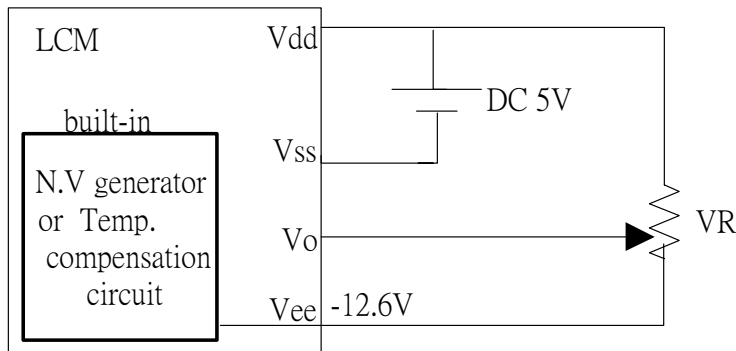 LCM
Vdd
DC 5V
built-in
Vss
N.V generator
or Temp.
compensation
circuit
Vo
VR
Vee
-12.6V